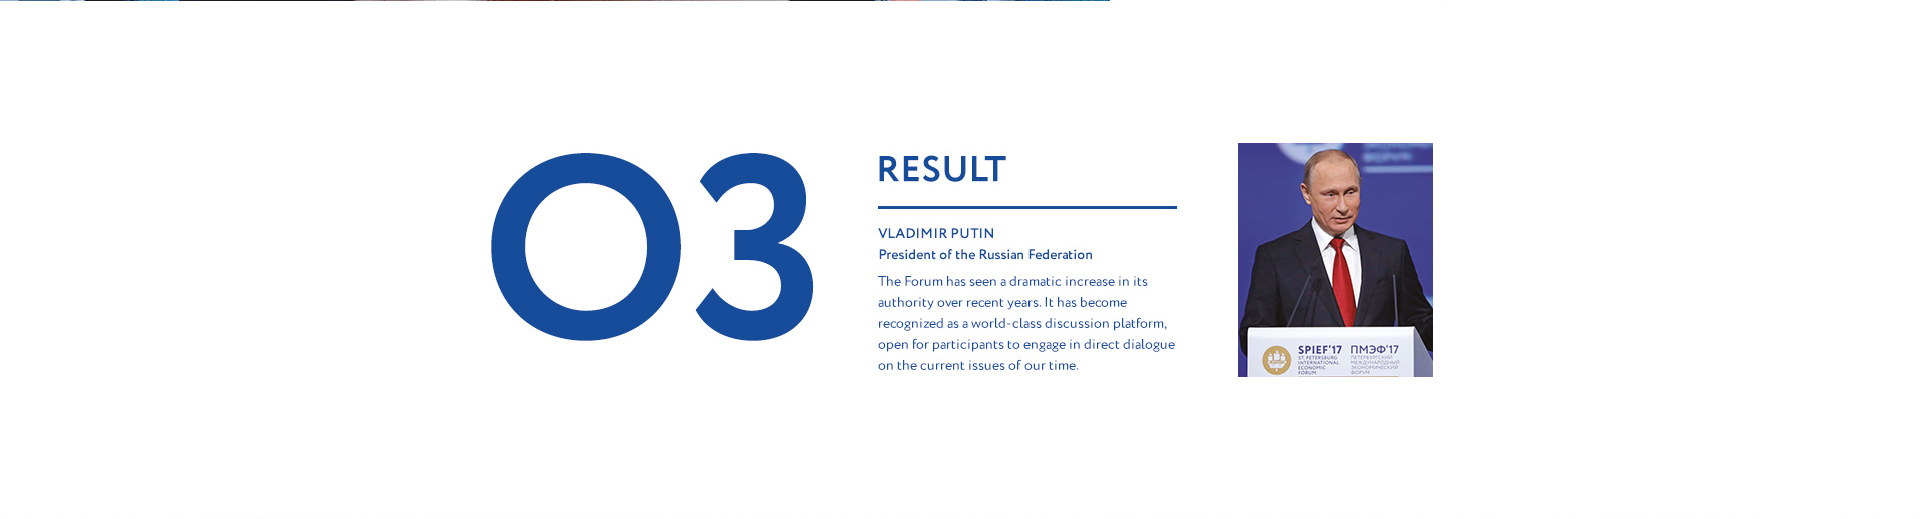 03
RESULT
VLADIMIR PUTIN
President of the Russian Federation
The Forum has seen a dramatic increase in its
authority over recent years. It has become
recognized as a world-class discussion platform,
open for participants to engage in direct dialogue
on the current issues of our time.
ФОРУМ
SPIEF'17
ST. PETERSBURG
INTERNATIONAL
ECONOMIC
FORUM
ПМЭФ'17
ПЕТЕРБУРГСКИЙ
МЕЖДУНАРОДНЫЙ
ЭКОНОМИЧЕСКИЙ
ФОРУМ